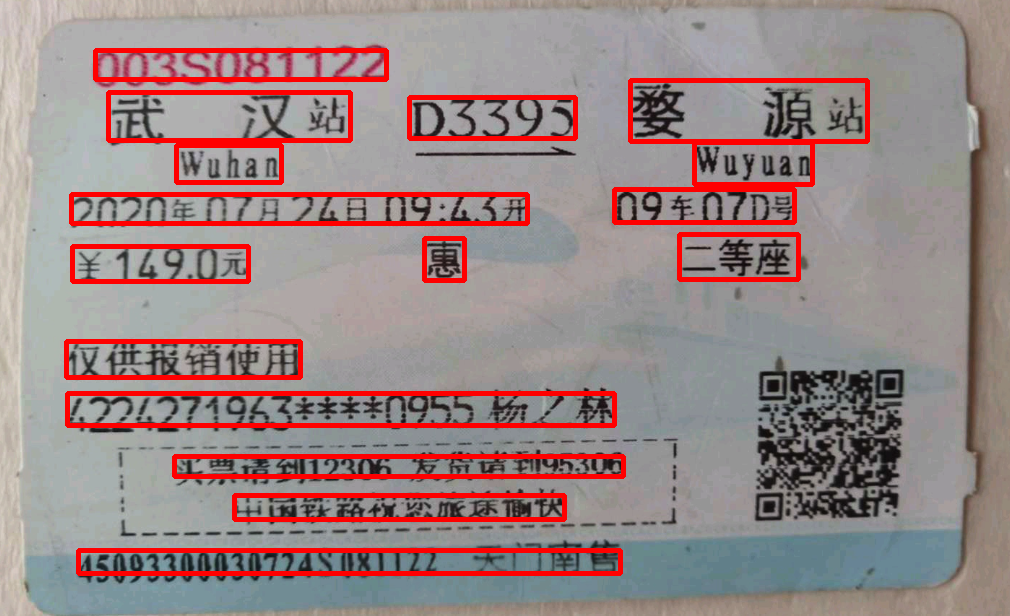 003S081122
武汉站 D3395 婺源站
Wuhan Wuyuan
2020年07月24日 09:43开 09车07D号
¥149.0元 惠 二等座
仅供报销使用
4224271963****0955 杨之林
买票请到12306 发货请到95306
中国铁路祝您旅途愉快
45093300030724S081122 天门南售